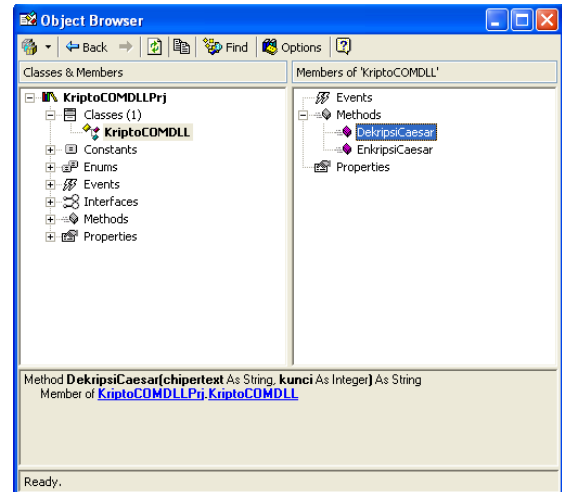 Object Browser
Back Find Options
Classes & Members
Members of 'KriptoCOMDLL'
KriptoCOMDLLPrj
Classes (1)
KriptoCOMDLL
Constants
Enums
Events
Interfaces
Methods
Properties
Events
Methods
DekripsiCaesar
EnkripsiCaesar
Properties
Method DekripsiCaesar(chipertext As String, kunci As Integer) As String
Member of KriptoCOMDLLPrj.KriptoCOMDLL
Ready.